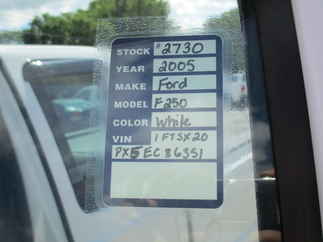 STOCK #2730
YEAR 2005
MAKE Ford
MODEL F250
COLOR White
VIN 1FTSX20
PX5EC86351